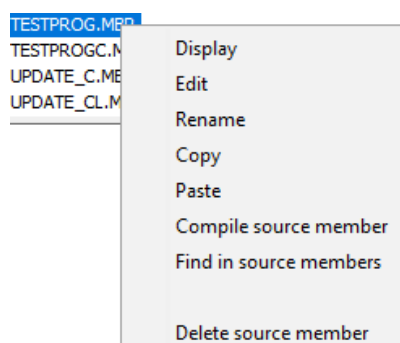 TESTPROG.MBR
TESTPROGC.M
UPDATE_C.ME
UPDATE_CL.M
Display
Edit
Rename
Copy
Paste
Compile source member
Find in source members
Delete source member